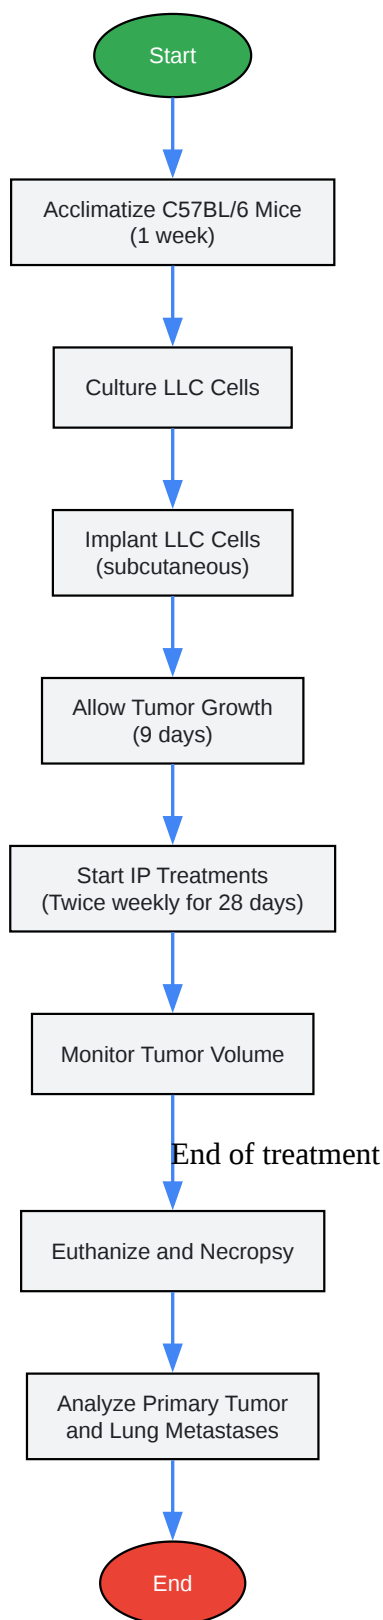 Start
Acclimatize C57BL/6 Mice
(1 week)
Culture LLC Cells
Implant LLC Cells
(subcutaneous)
Allow Tumor Growth
(9 days)
Start IP Treatments
(Twice weekly for 28 days)
Monitor Tumor Volume
End of treatment
Euthanize and Necropsy
Analyze Primary Tumor
and Lung Metastases
End